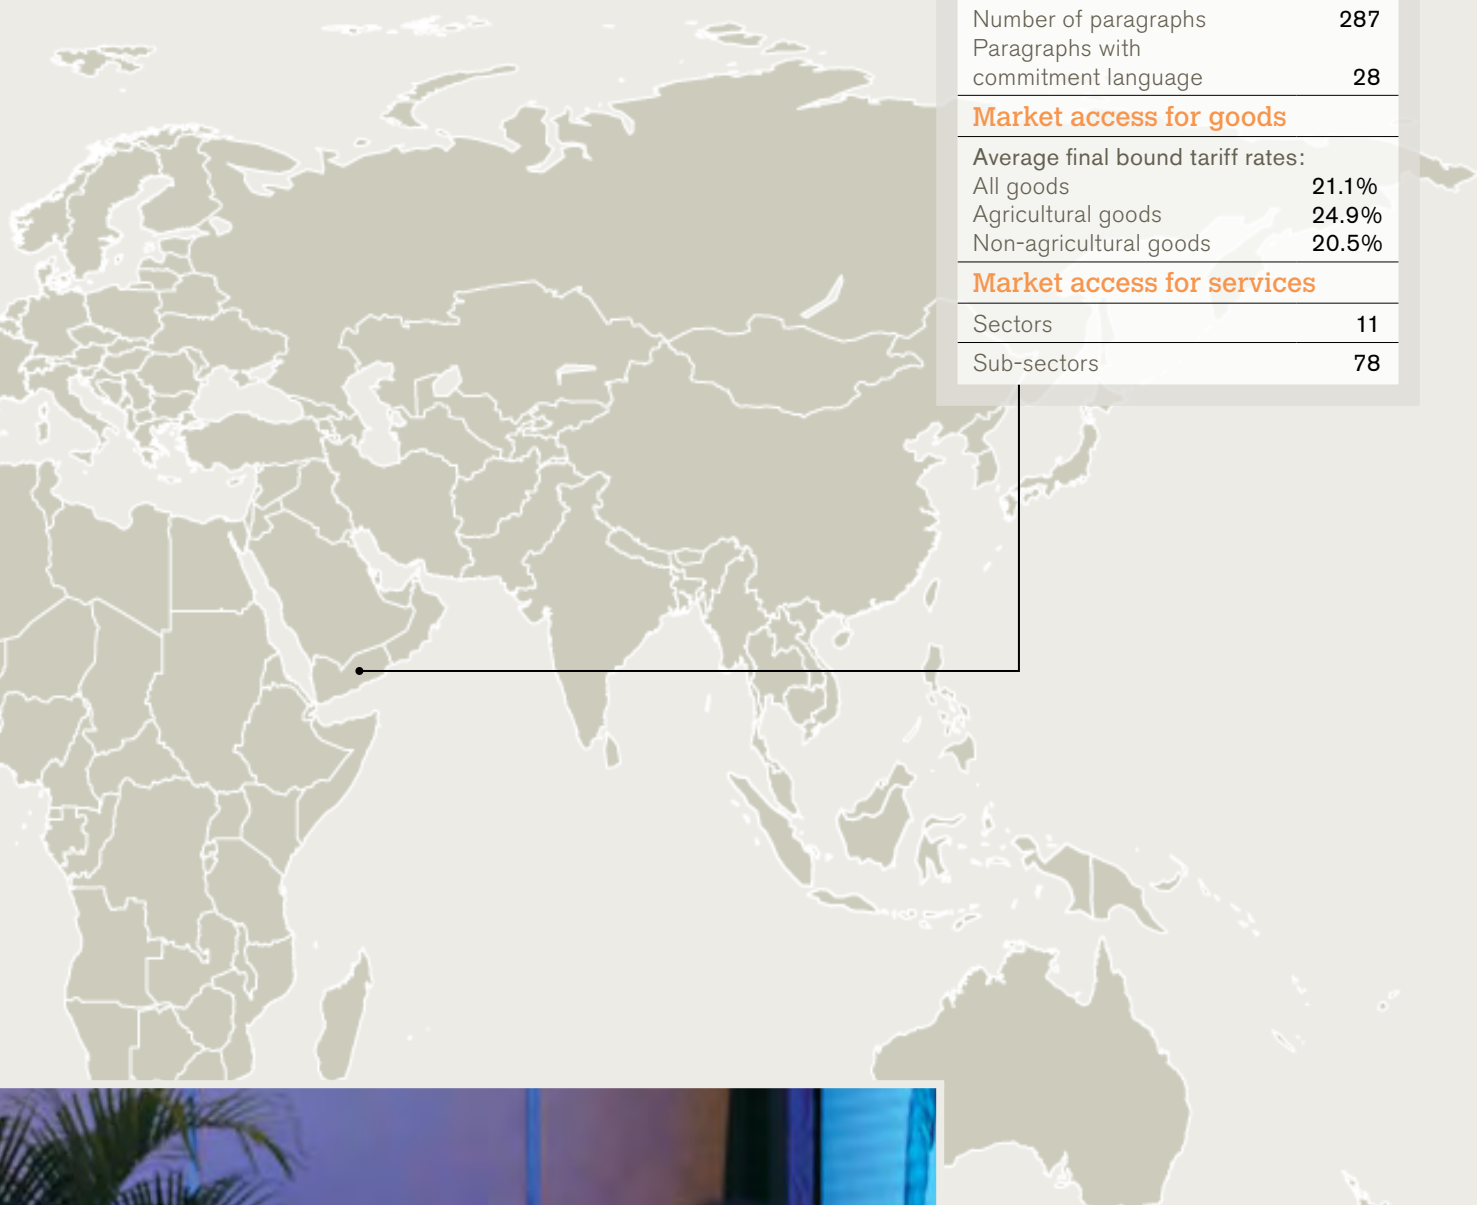 Number of paragraphs 287
Paragraphs with
commitment language 28
Market access for goods
Average final bound tariff rates:
All goods 21.1%
Agricultural goods 24.9%
Non-agricultural goods 20.5%
Market access for services
Sectors 11
Sub-sectors 78